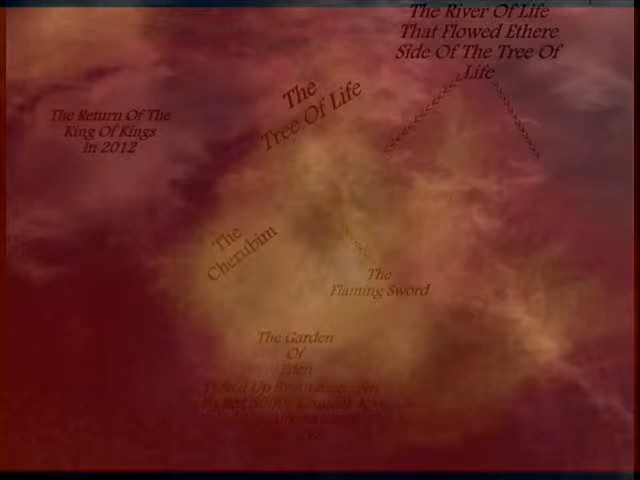 The River Of Life
That Flowed Ethere
Side Of The Tree Of
Life
The
Tree Of Life
The Return Of The
King Of Kings
In 2012
The
Cherubim
The
Flaming Sword
The Garden
Of
Eden